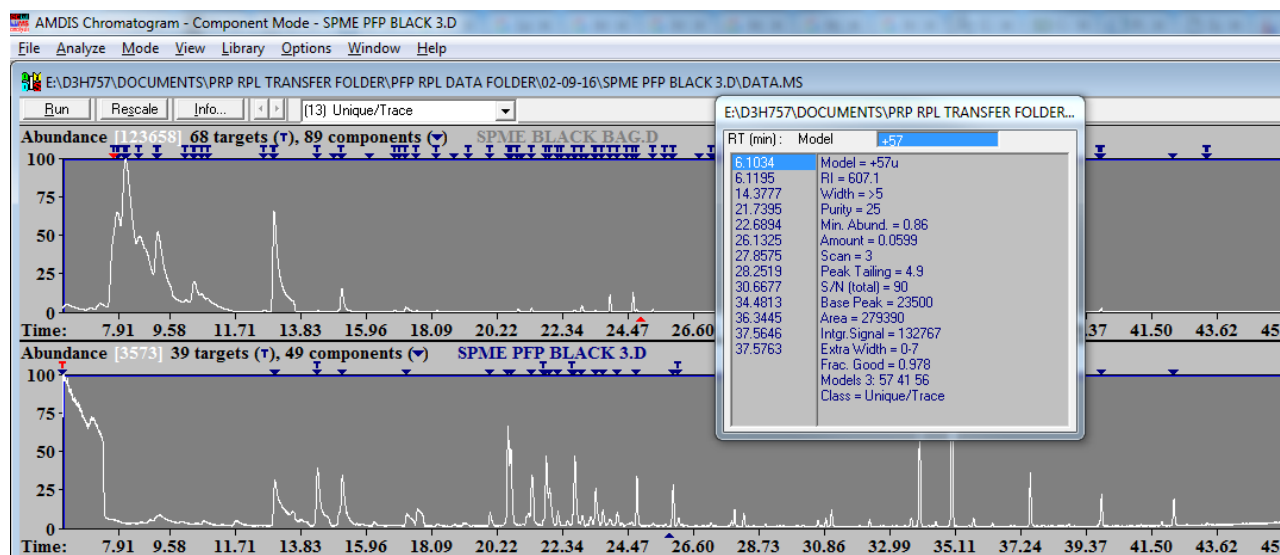 AMDIS Chromatogram - Component Mode - SPME PFP BLACK 3.D
File Analyze Mode View Library Options Window Help
E:\D3H757\DOCUMENTS\PRP RPL TRANSFER FOLDER\PFP RPL DATA FOLDER\02-09-16\SPME PFP BLACK 3.D\DATA.MS
Run Rescale Info... (13) Unique/Trace
Abundance [123658] 68 targets (T), 89 components (▼) SPME BLACK BAG.D
100
75
50
25
0
Time: 7.91 9.58 11.71 13.83 15.96 18.09 20.22 22.34 24.47 26.60 .37 41.50 43.62 45
Abundance [3573] 39 targets (T), 49 components (▼) SPME PFP BLACK 3.D
100
75
50
25
0
Time: 7.91 9.58 11.71 13.83 15.96 18.09 20.22 22.34 24.47 26.60 28.73 30.86 32.99 35.11 37.24 39.37 41.50 43.62 45
E:\D3H757\DOCUMENTS\PRP RPL TRANSFER FOLDER...
RT (min) : Model +57
6.1034 Model = +57u
6.1195 RI = 607.1
14.3777 Width = >5
21.7395 Purity = 25
22.6894 Min. Abund. = 0.86
26.1325 Amount = 0.0599
27.8575 Scan = 3
28.2519 Peak Tailing = 4.9
30.6677 S/N (total) = 90
34.4813 Base Peak = 23500
36.3445 Area = 279390
37.5646 Intgr.Signal = 132767
37.5763 Extra Width = 0-7
Frac. Good = 0.978
Models 3: 57 41 56
Class = Unique/Trace